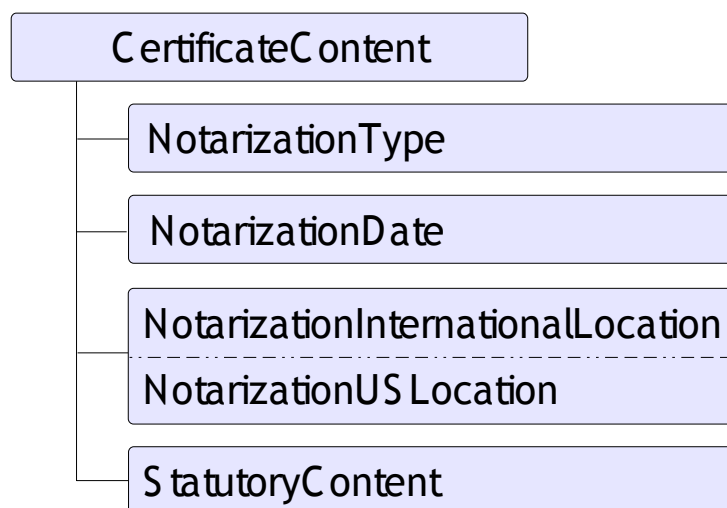 CertificateContent
NotarizationType
NotarizationDate
NotarizationInternationalLocation
NotarizationUSLocation
StatutoryContent